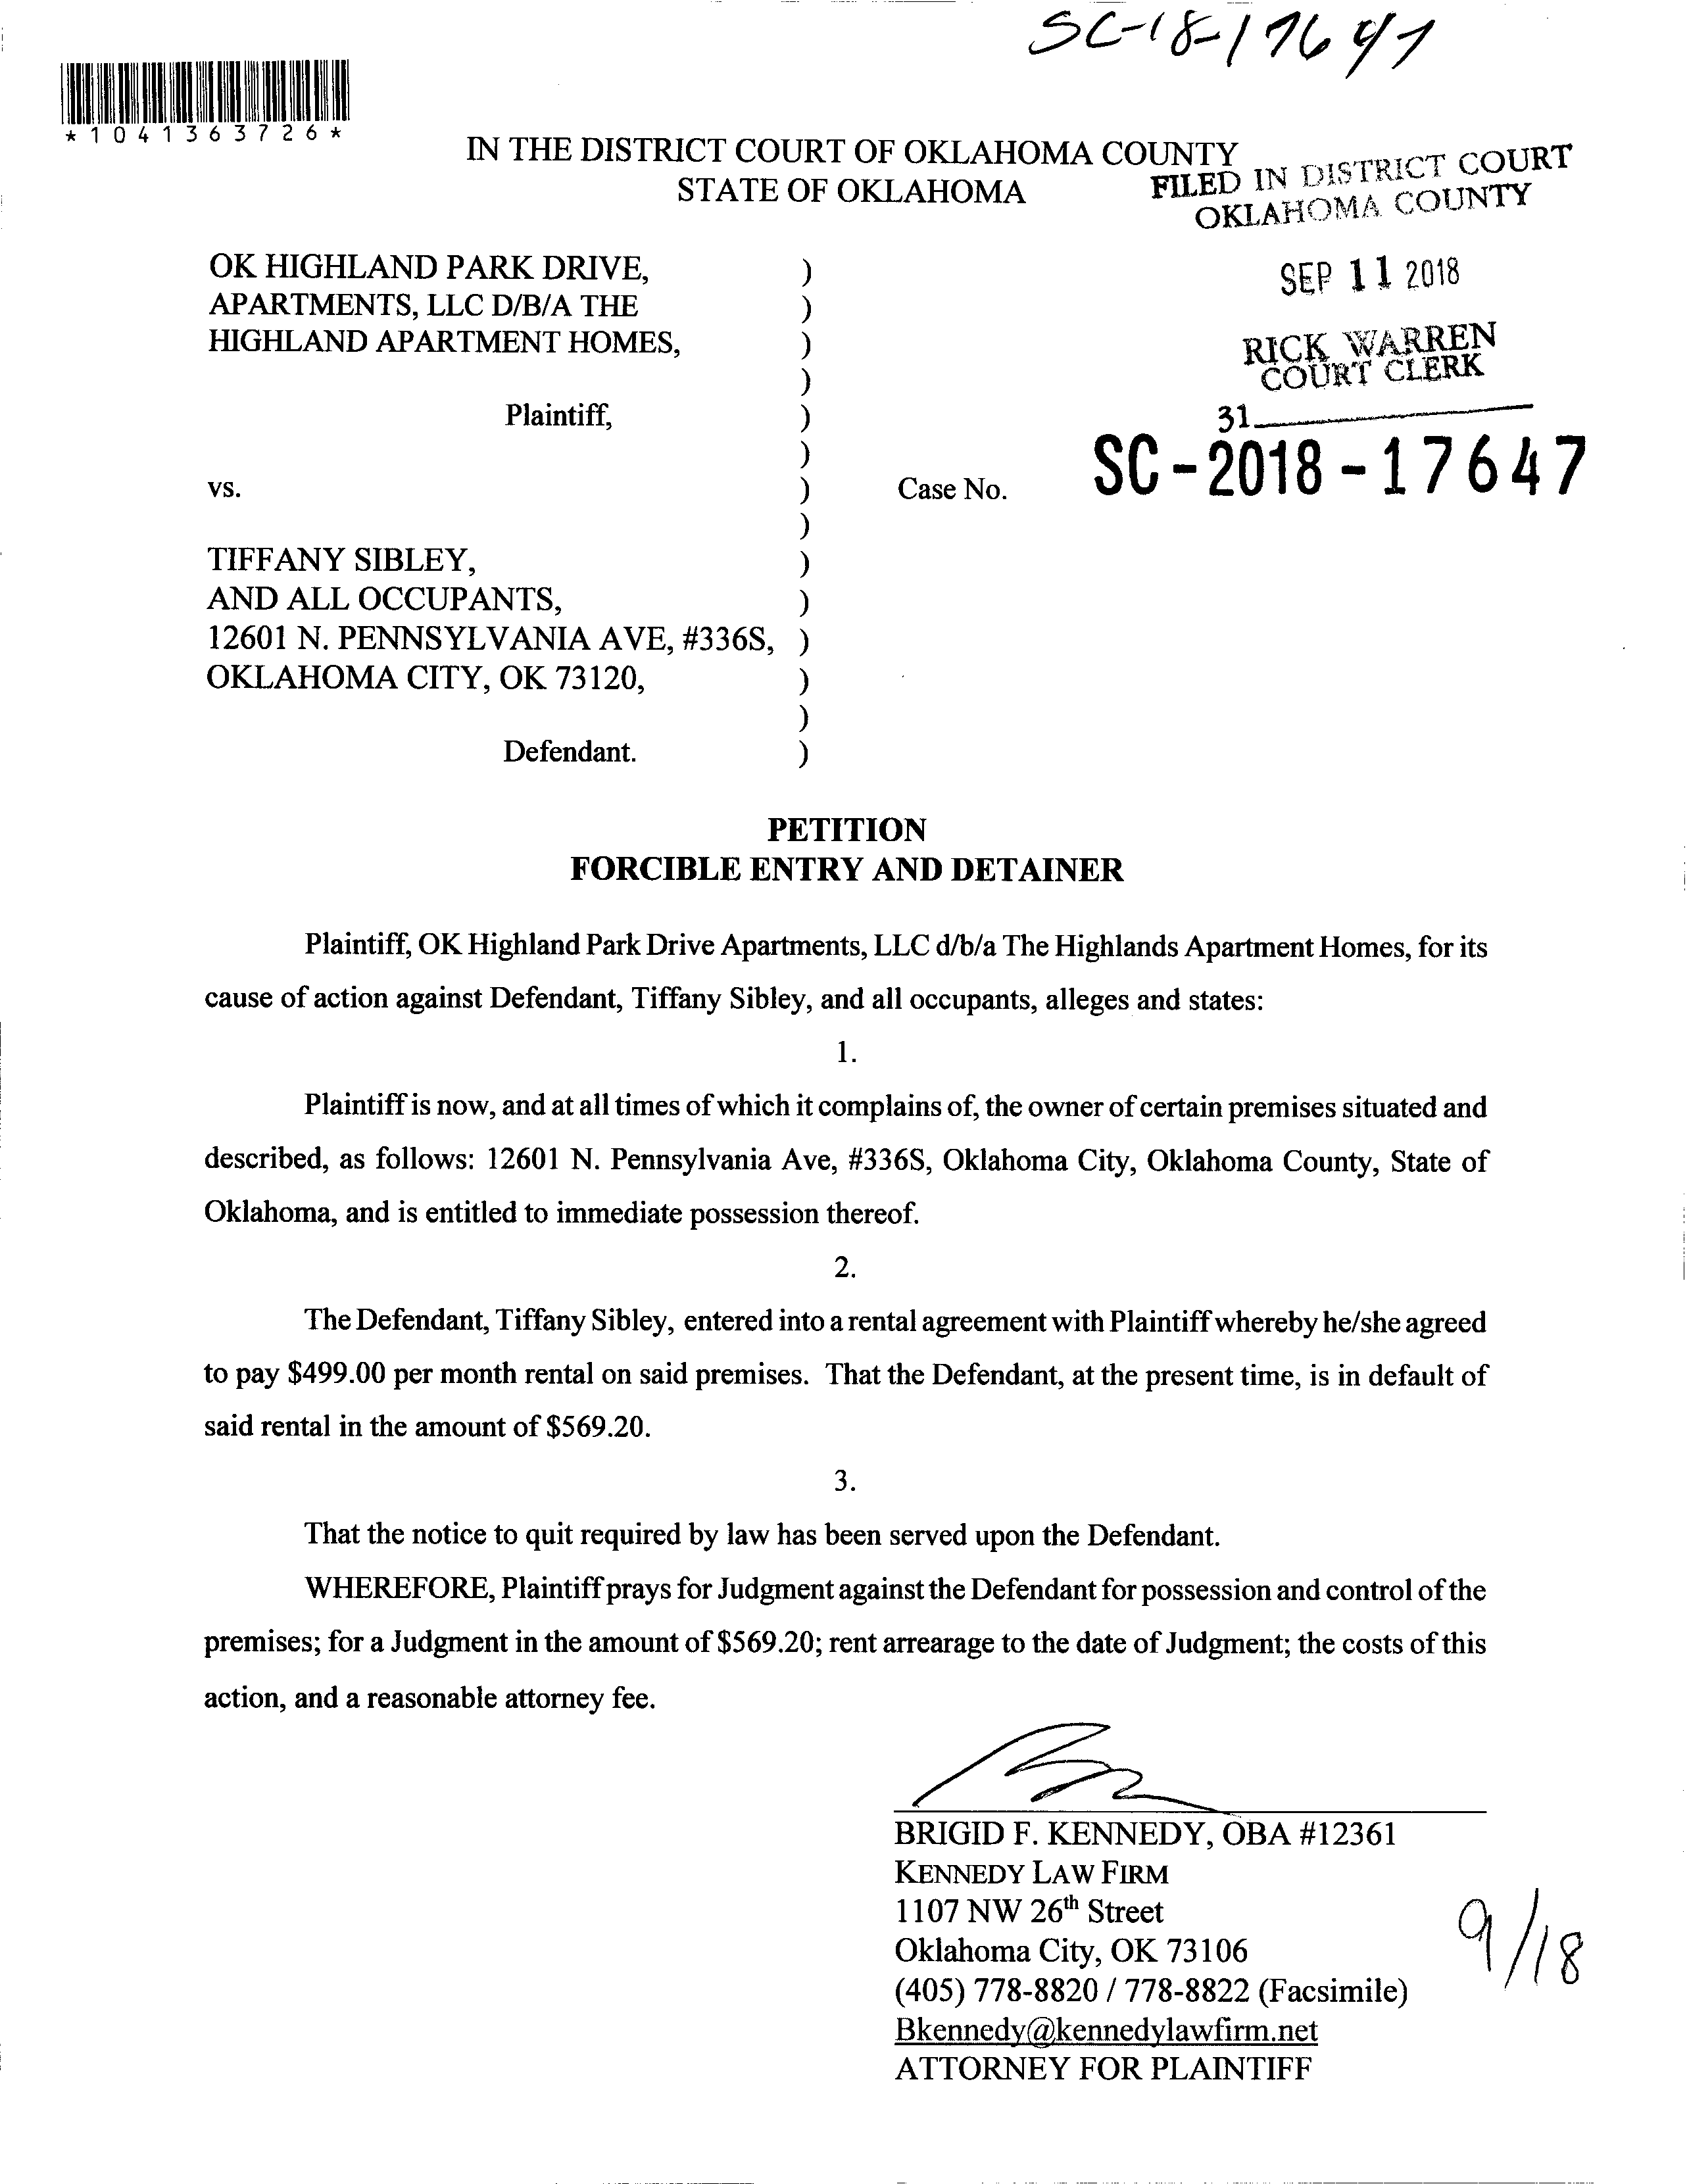 SC-18-17647
*1041363726*
IN THE DISTRICT COURT OF OKLAHOMA COUNTY
STATE OF OKLAHOMA
FILED IN DISTRICT COURT
OKLAHOMA COUNTY
SEP 11 2018
RICK WARREN
COURT CLERK
31
OK HIGHLAND PARK DRIVE, )
APARTMENTS, LLC D/B/A THE )
HIGHLAND APARTMENT HOMES, )
)
Plaintiff, )
)
vs. ) Case No. SC-2018-17647
)
TIFFANY SIBLEY, )
AND ALL OCCUPANTS, )
12601 N. PENNSYLVANIA AVE, #336S, )
OKLAHOMA CITY, OK 73120, )
)
Defendant. )
PETITION
FORCIBLE ENTRY AND DETAINER
Plaintiff, OK Highland Park Drive Apartments, LLC d/b/a The Highlands Apartment Homes, for its
cause of action against Defendant, Tiffany Sibley, and all occupants, alleges and states:
1.
Plaintiff is now, and at all times of which it complains of, the owner of certain premises situated and
described, as follows: 12601 N. Pennsylvania Ave, #336S, Oklahoma City, Oklahoma County, State of
Oklahoma, and is entitled to immediate possession thereof.
2.
The Defendant, Tiffany Sibley, entered into a rental agreement with Plaintiff whereby he/she agreed
to pay $499.00 per month rental on said premises. That the Defendant, at the present time, is in default of
said rental in the amount of $569.20.
3.
That the notice to quit required by law has been served upon the Defendant.
WHEREFORE, Plaintiff prays for Judgment against the Defendant for possession and control of the
premises; for a Judgment in the amount of $569.20; rent arrearage to the date of Judgment; the costs of this
action, and a reasonable attorney fee.
BRIGID F. KENNEDY, OBA #12361
KENNEDY LAW FIRM
1107 NW 26th Street
Oklahoma City, OK 73106
(405) 778-8820 / 778-8822 (Facsimile)
Bkennedy@kennedylawfirm.net
ATTORNEY FOR PLAINTIFF
9/18